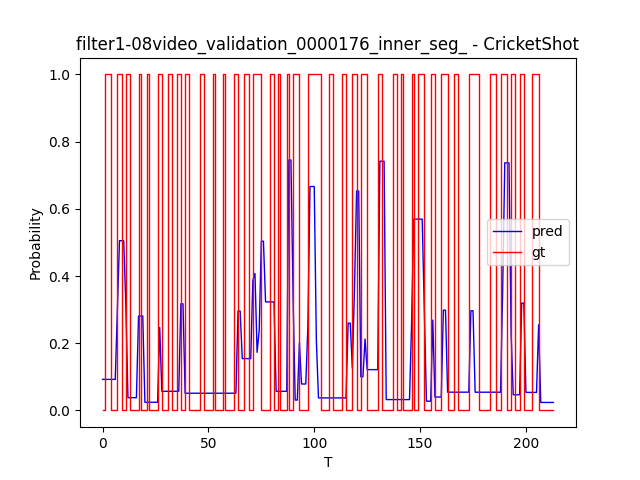 filter1-08video_validation_0000176_inner_seg_ - CricketShot
1.0
0.8
0.6
0.4
0.2
0.0
Probability
pred
gt
0
50
100
150
200
T